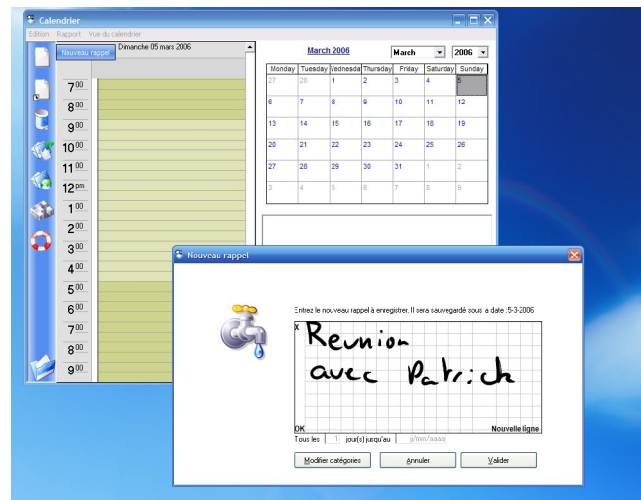 Calendrier
Edition Rapport Vue du calendrier
Nouveau rappel
Dimanche 05 mars 2006
March 2006
March
2006
Monday Tuesday Wednesda Thursday Friday Saturday Sunday
27 28 1 2 3 4 5
6 7 8 9 10 11 12
13 14 15 16 17 18 19
20 21 22 23 24 25 26
27 28 29 30 31 1 2
3 4 5 6 7 8 9
7 00
8 00
9 00
10 00
11 00
12 pm
1 00
2 00
3 00
4 00
5 00
6 00
7 00
8 00
9 00
Nouveau rappel
Entrez le nouveau rappel à enregistrer. Il sera sauvegardé sous la date :5-3-2006
X
Reunion
avec Patrick
OK
Nouvelle ligne
Tous les 1 jour(s) jusqu'au j/mm/aaaa
Modifier catégories
Annuler
Valider